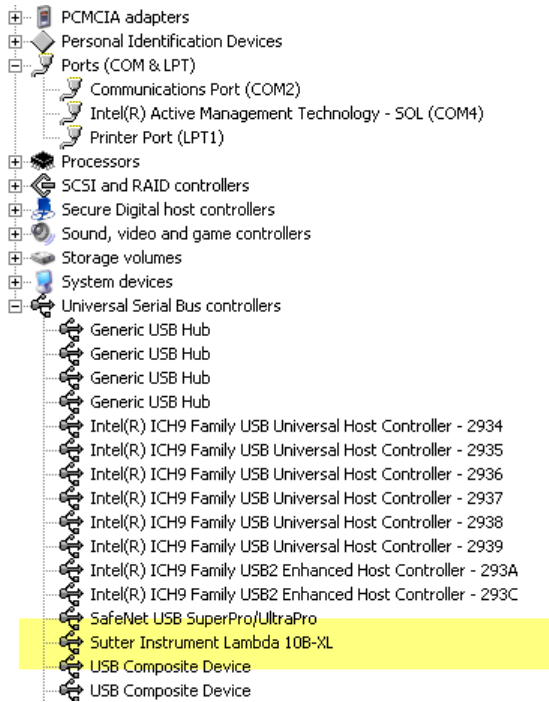 PCMCIA adapters
Personal Identification Devices
Ports (COM & LPT)
Communications Port (COM2)
Intel(R) Active Management Technology - SOL (COM4)
Printer Port (LPT1)
Processors
SCSI and RAID controllers
Secure Digital host controllers
Sound, video and game controllers
Storage volumes
System devices
Universal Serial Bus controllers
Generic USB Hub
Generic USB Hub
Generic USB Hub
Generic USB Hub
Intel(R) ICH9 Family USB Universal Host Controller - 2934
Intel(R) ICH9 Family USB Universal Host Controller - 2935
Intel(R) ICH9 Family USB Universal Host Controller - 2936
Intel(R) ICH9 Family USB Universal Host Controller - 2937
Intel(R) ICH9 Family USB Universal Host Controller - 2938
Intel(R) ICH9 Family USB Universal Host Controller - 2939
Intel(R) ICH9 Family USB2 Enhanced Host Controller - 293A
Intel(R) ICH9 Family USB2 Enhanced Host Controller - 293C
SafeNet USB SuperPro/UltraPro
Sutter Instrument Lambda 10B-XL
USB Composite Device
USB Composite Device